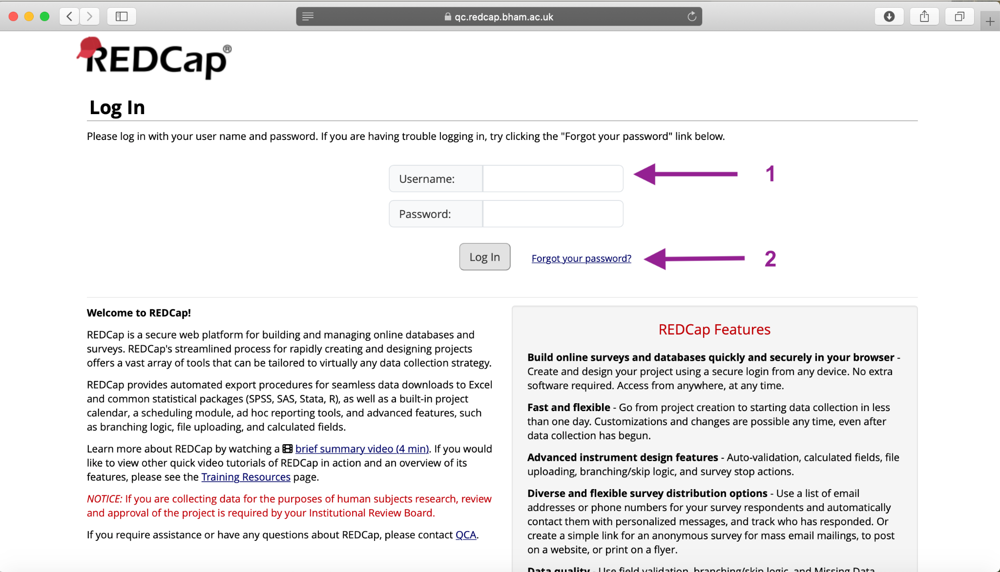 qc.redcap.bham.ac.uk
REDCap®
Log In
Please log in with your user name and password. If you are having trouble logging in, try clicking the "Forgot your password" link below.
Username:
1
Password:
Log In
Forgot your password?
2
Welcome to REDCap!
REDCap is a secure web platform for building and managing online databases and
surveys. REDCap's streamlined process for rapidly creating and designing projects
offers a vast array of tools that can be tailored to virtually any data collection strategy.
REDCap provides automated export procedures for seamless data downloads to Excel
and common statistical packages (SPSS, SAS, Stata, R), as well as a built-in project
calendar, a scheduling module, ad hoc reporting tools, and advanced features, such
as branching logic, file uploading, and calculated fields.
Learn more about REDCap by watching a brief summary video (4 min). If you would
like to view other quick video tutorials of REDCap in action and an overview of its
features, please see the Training Resources page.
NOTICE: If you are collecting data for the purposes of human subjects research, review
and approval of the project is required by your Institutional Review Board.
If you require assistance or have any questions about REDCap, please contact QCA.
REDCap Features
Build online surveys and databases quickly and securely in your browser -
Create and design your project using a secure login from any device. No extra
software required. Access from anywhere, at any time.
Fast and flexible - Go from project creation to starting data collection in less
than one day. Customizations and changes are possible any time, even after
data collection has begun.
Advanced instrument design features - Auto-validation, calculated fields, file
uploading, branching/skip logic, and survey stop actions.
Diverse and flexible survey distribution options - Use a list of email
addresses or phone numbers for your survey respondents and automatically
contact them with personalized messages, and track who has responded. Or
create a simple link for an anonymous survey for mass email mailings, to post
on a website, or print on a flyer.
Data quality - Use field validation, branching/skip logic, and Missing Data